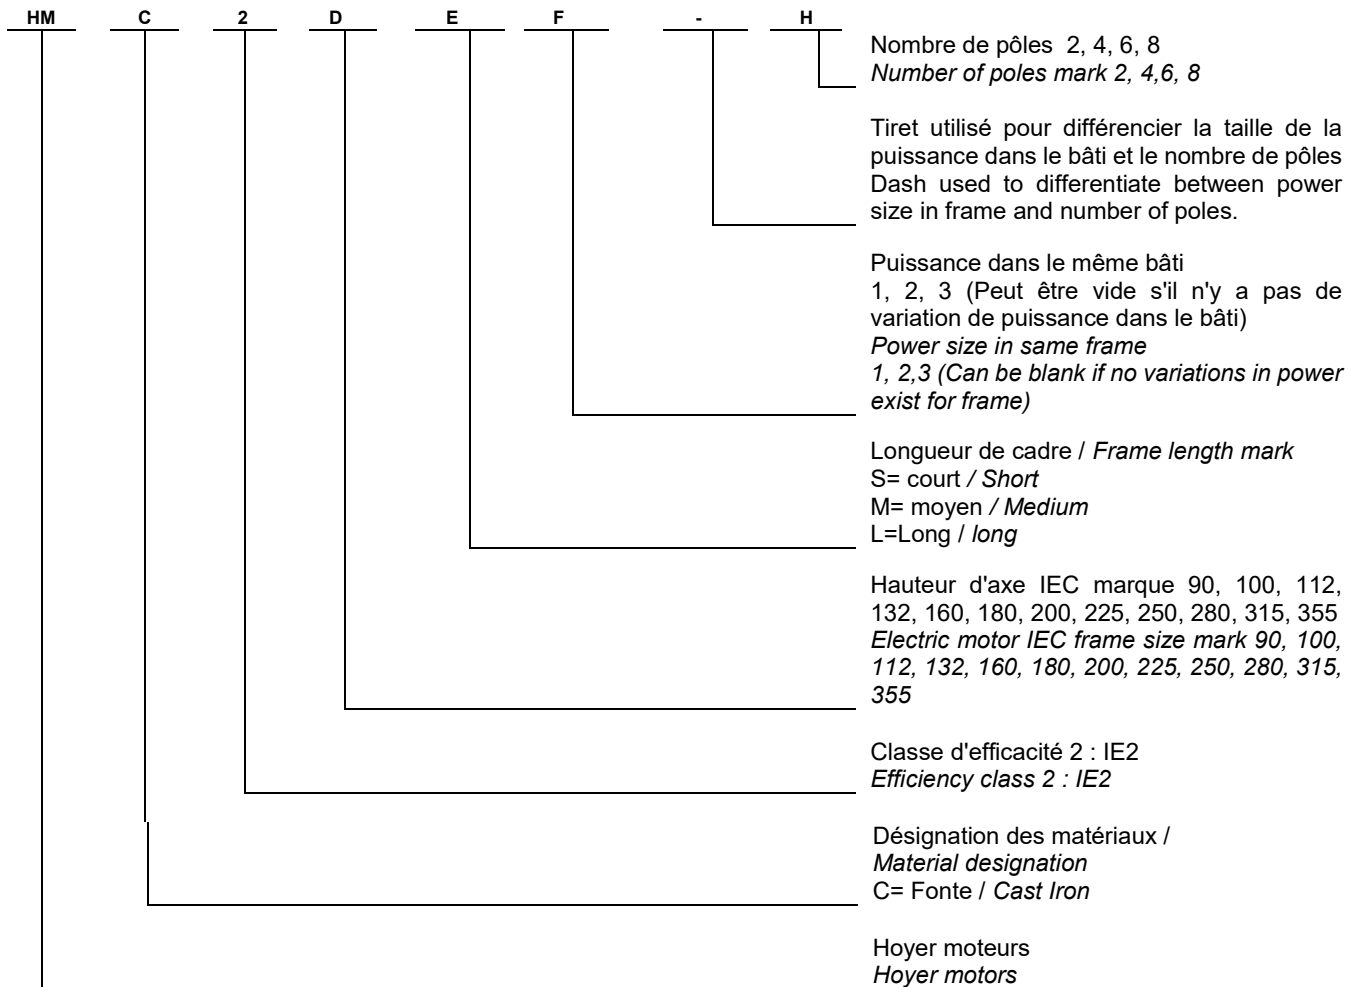 HM C 2 D E F - H
Nombre de pôles 2, 4, 6, 8
Number of poles mark 2, 4,6, 8
Tiret utilisé pour différencier la taille de la
puissance dans le bâti et le nombre de pôles
Dash used to differentiate between power
size in frame and number of poles.
Puissance dans le même bâti
1, 2, 3 (Peut être vide s'il n'y a pas de
variation de puissance dans le bâti)
Power size in same frame
1, 2,3 (Can be blank if no variations in power
exist for frame)
Longueur de cadre / Frame length mark
S= court / Short
M= moyen / Medium
L=Long / long
Hauteur d'axe IEC marque 90, 100, 112,
132, 160, 180, 200, 225, 250, 280, 315, 355
Electric motor IEC frame size mark 90, 100,
112, 132, 160, 180, 200, 225, 250, 280, 315,
355
Classe d'efficacité 2 : IE2
Efficiency class 2 : IE2
Désignation des matériaux /
Material designation
C= Fonte / Cast Iron
Hoyer moteurs
Hoyer motors